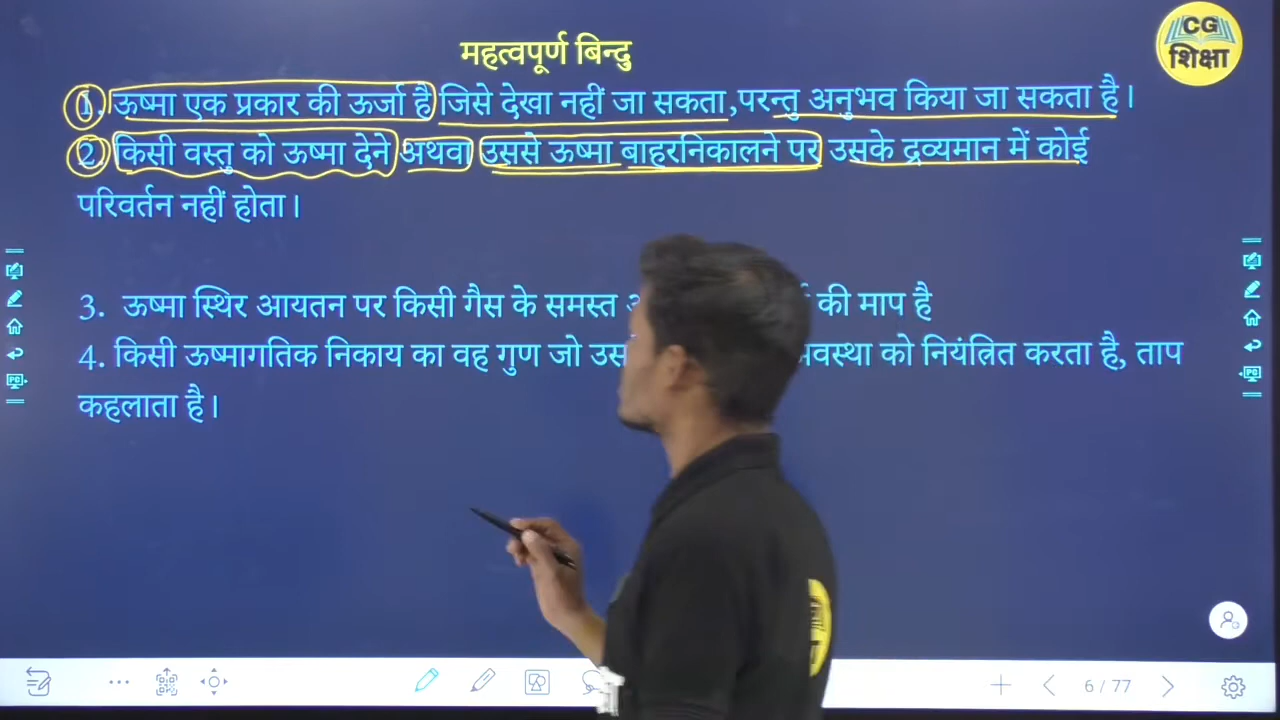 CG
शिक्षा
महत्वपूर्ण बिन्दु
1. ऊष्मा एक प्रकार की ऊर्जा है जिसे देखा नहीं जा सकता,परन्तु अनुभव किया जा सकता है।
2. किसी वस्तु को ऊष्मा देने अथवा उससे ऊष्मा बाहरनिकालने पर उसके द्रव्यमान में कोई
परिवर्तन नहीं होता।
3. ऊष्मा स्थिर आयतन पर किसी गैस के समस्त की माप है
4. किसी ऊष्मागतिक निकाय का वह गुण जो को नियंत्रित करता है, ताप
कहलाता है।
6 / 77